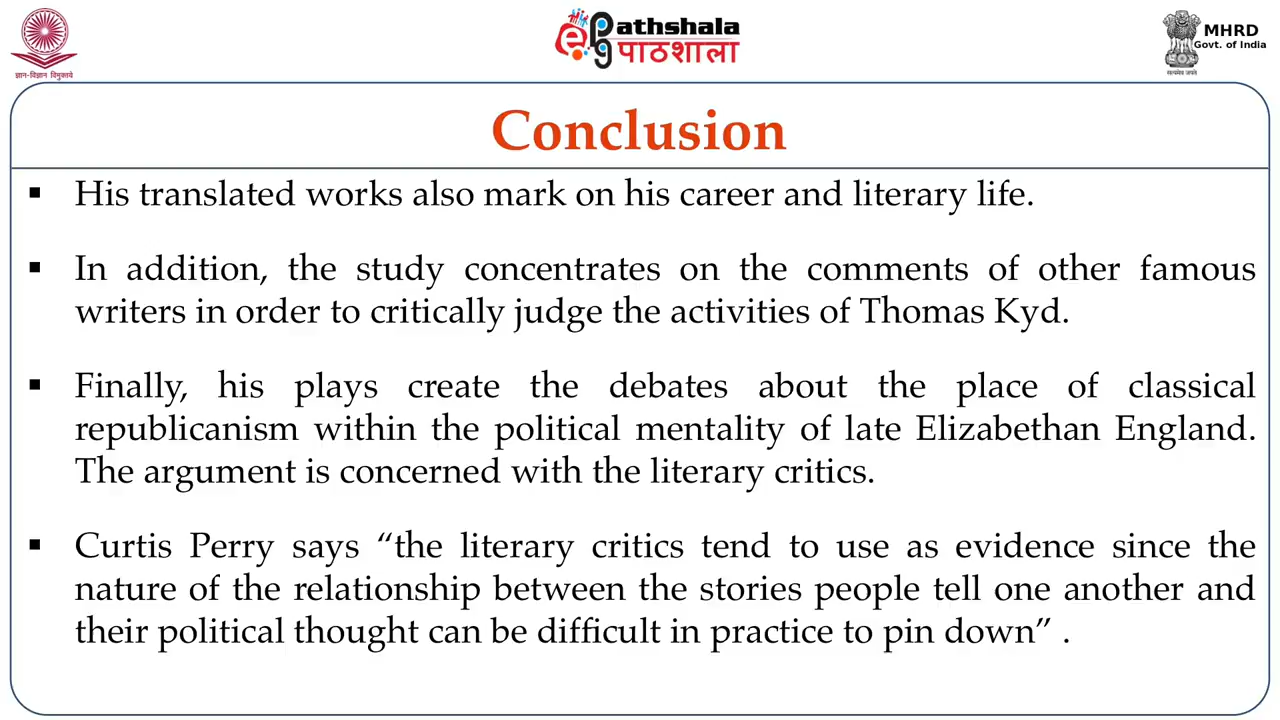 ज्ञान-विज्ञान विमुक्तये
ePathshala
पाठशाला
MHRD
Govt. of India
सत्यमेव जयते
Conclusion
▪ His translated works also mark on his career and literary life.
▪ In addition, the study concentrates on the comments of other famous
writers in order to critically judge the activities of Thomas Kyd.
▪ Finally, his plays create the debates about the place of classical
republicanism within the political mentality of late Elizabethan England.
The argument is concerned with the literary critics.
▪ Curtis Perry says “the literary critics tend to use as evidence since the
nature of the relationship between the stories people tell one another and
their political thought can be difficult in practice to pin down” .